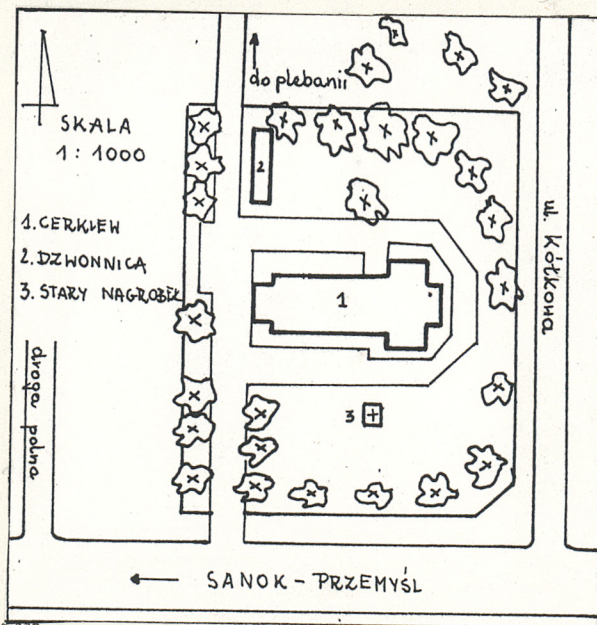 do plebanii
SKALA
1:1000
2
1. CERKIEW
2. DZWONNICA
3. STARY NAGROBEK
ul. Kółkowa
1
3
droga polna
SANOK - PRZEMYŚL